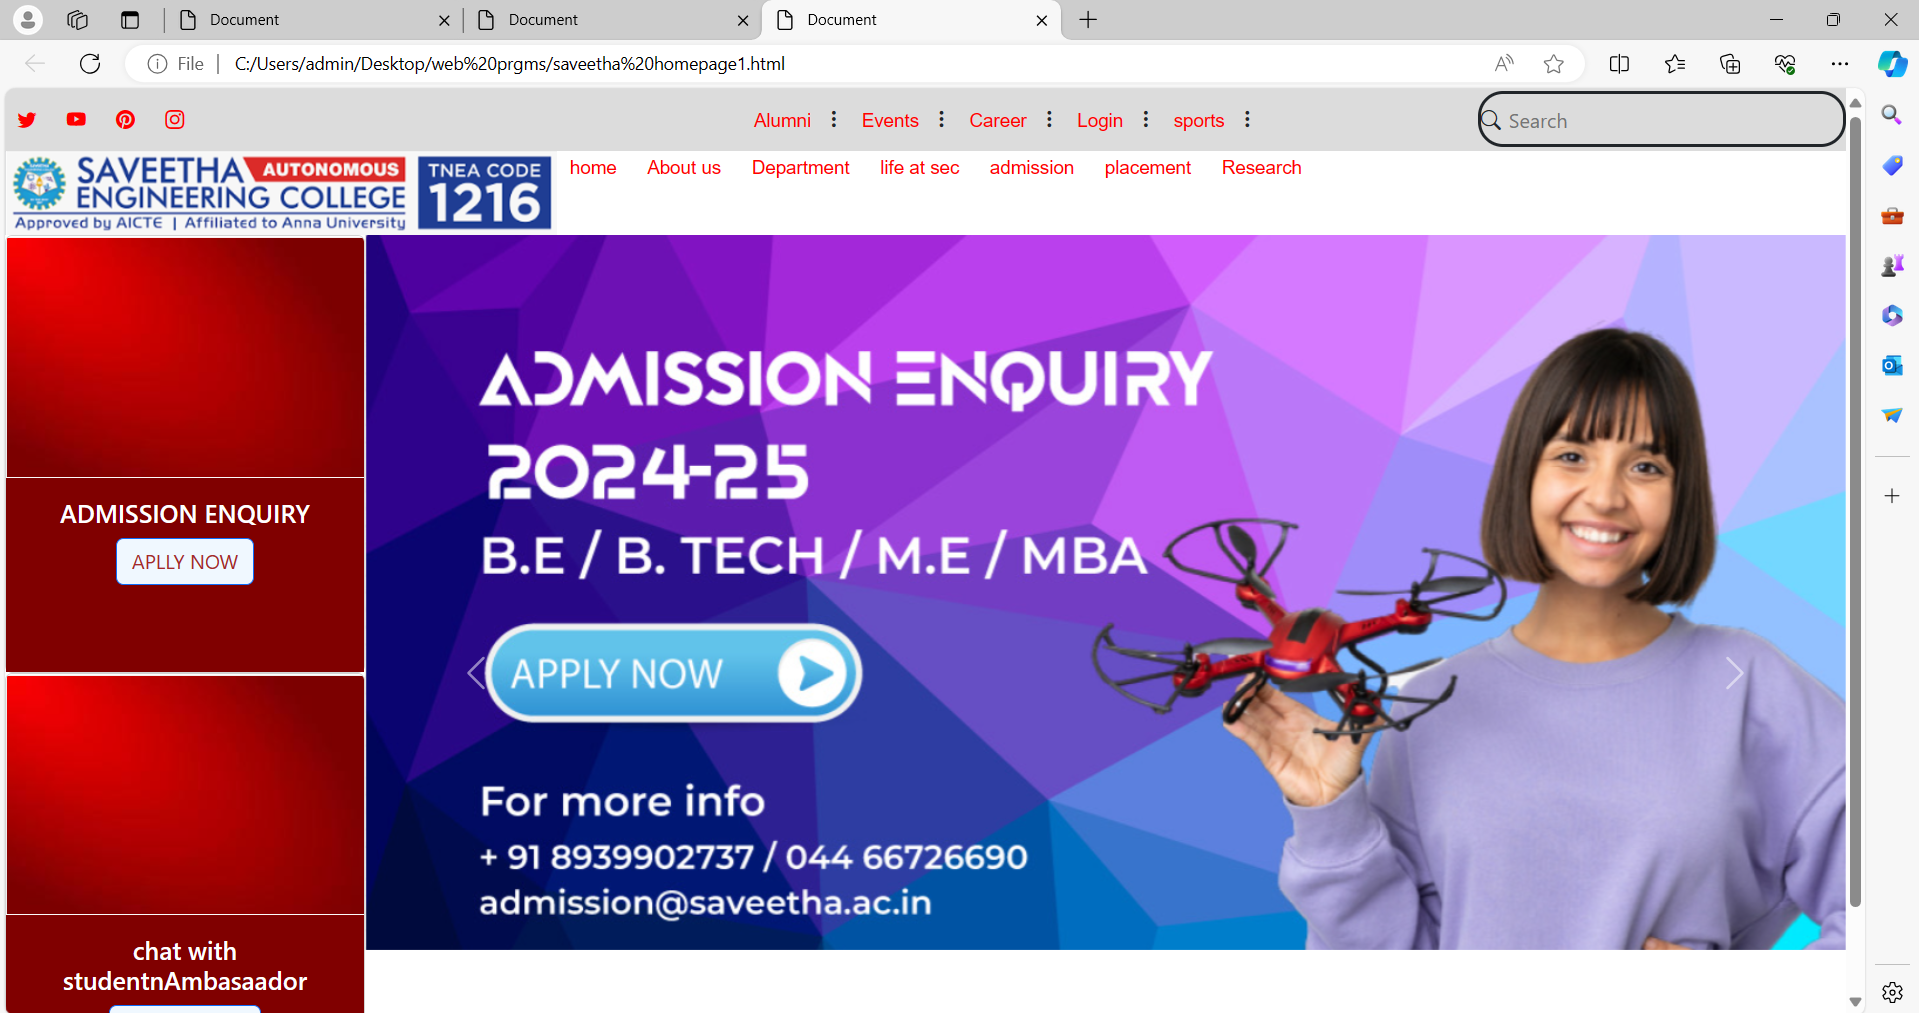 Document
Document
Document
File
C:/Users/admin/Desktop/web%20prgms/saveetha%20homepage1.html
Alumni
Events
Career
Login
sports
Search
SAVEETHA AUTONOMOUS
ENGINEERING COLLEGE
Approved by AICTE | Affiliated to Anna University
TNEA CODE
1216
home
About us
Department
life at sec
admission
placement
Research
ADMISSION ENQUIRY
APLLY NOW
chat with
studentnAmbasaador
ADMISSION ENQUIRY
2024-25
B.E / B. TECH / M.E / MBA
APPLY NOW
For more info
+ 91 8939902737 / 044 66726690
admission@saveetha.ac.in